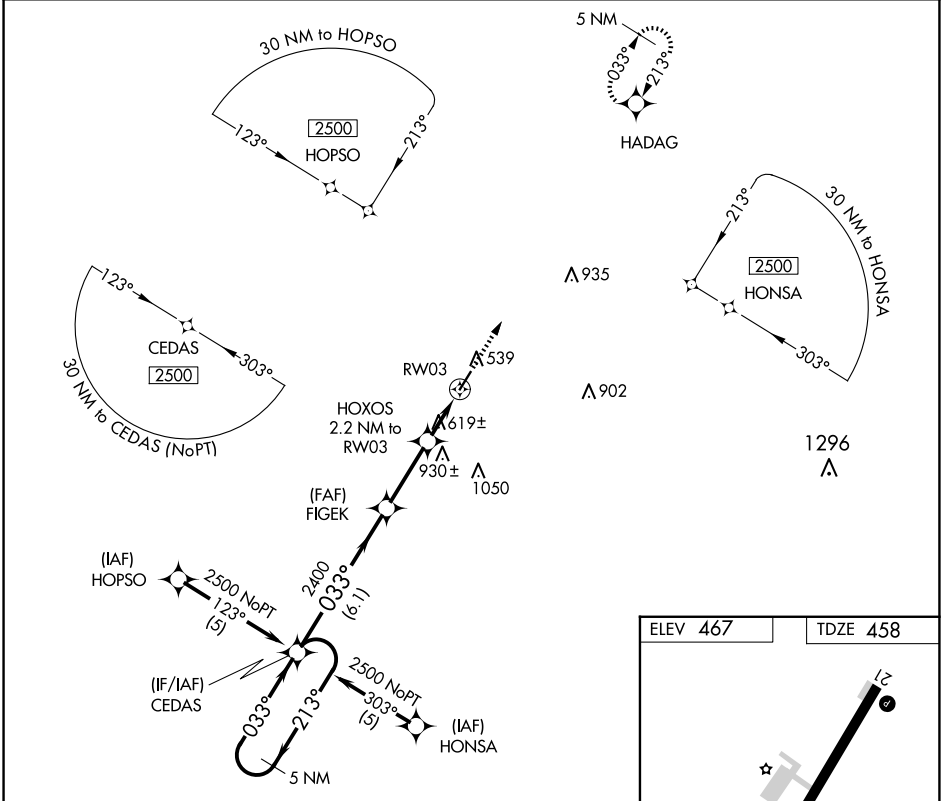 30 NM to HOPSO
123°
2500
HOPSO
213°
5 NM
033°
213°
HADAG
213°
30 NM to HONSA
2500
HONSA
303°
935
123°
CEDAS
2500
303°
30 NM to CEDAS (NoPT)
RW03
539
902
HOXOS
2.2 NM to
RW03
619±
930±
1050
1296
(FAF)
FIGEK
(IAF)
HOPSO
2500 NoPT
123°
(5)
2400
033°
(6.1)
(IF/IAF)
CEDAS
033°
213°
5 NM
2500 NoPT
303°
(5)
(IAF)
HONSA
ELEV 467
TDZE 458
21
P